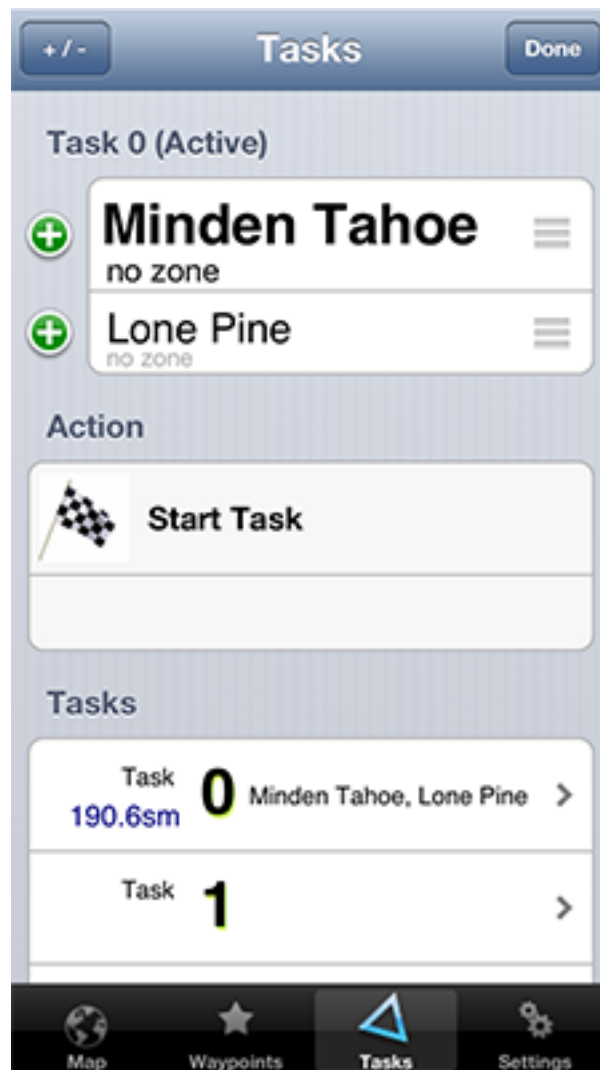 + / - Tasks Done
Task 0 (Active)
Minden Tahoe
no zone
Lone Pine
no zone
Action
Start Task
Tasks
Task
190.6sm 0 Minden Tahoe, Lone Pine
Task 1
Map Waypoints Tasks Settings